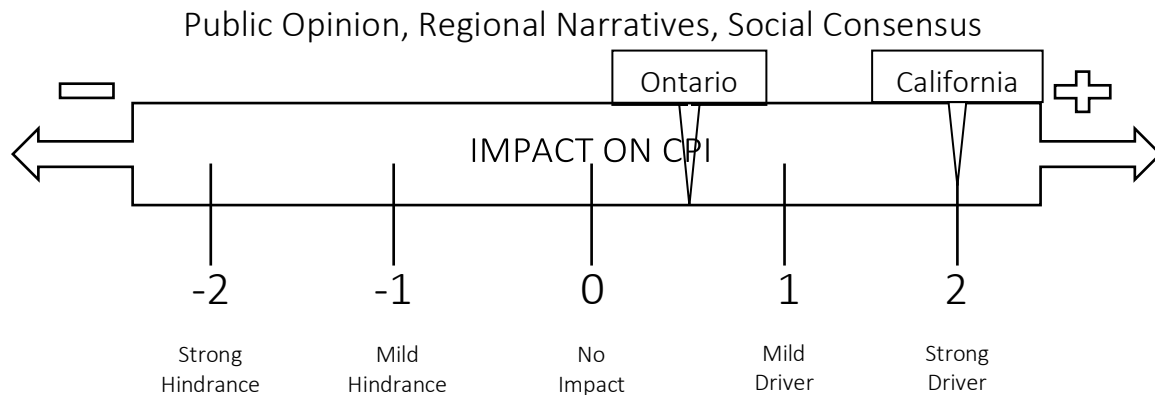 Public Opinion, Regional Narratives, Social Consensus
Ontario
California
IMPACT ON CPI
-2
-1
0
1
2
Strong
Hindrance
Mild
Hindrance
No
Impact
Mild
Driver
Strong
Driver